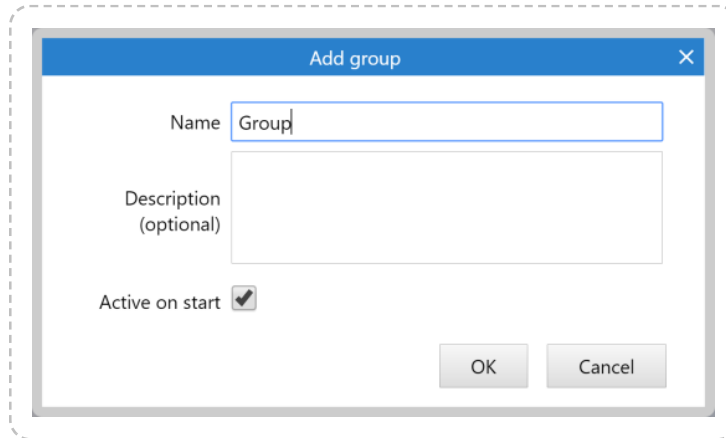 Add group
Name Group
Description
(optional)
Active on start
OK Cancel